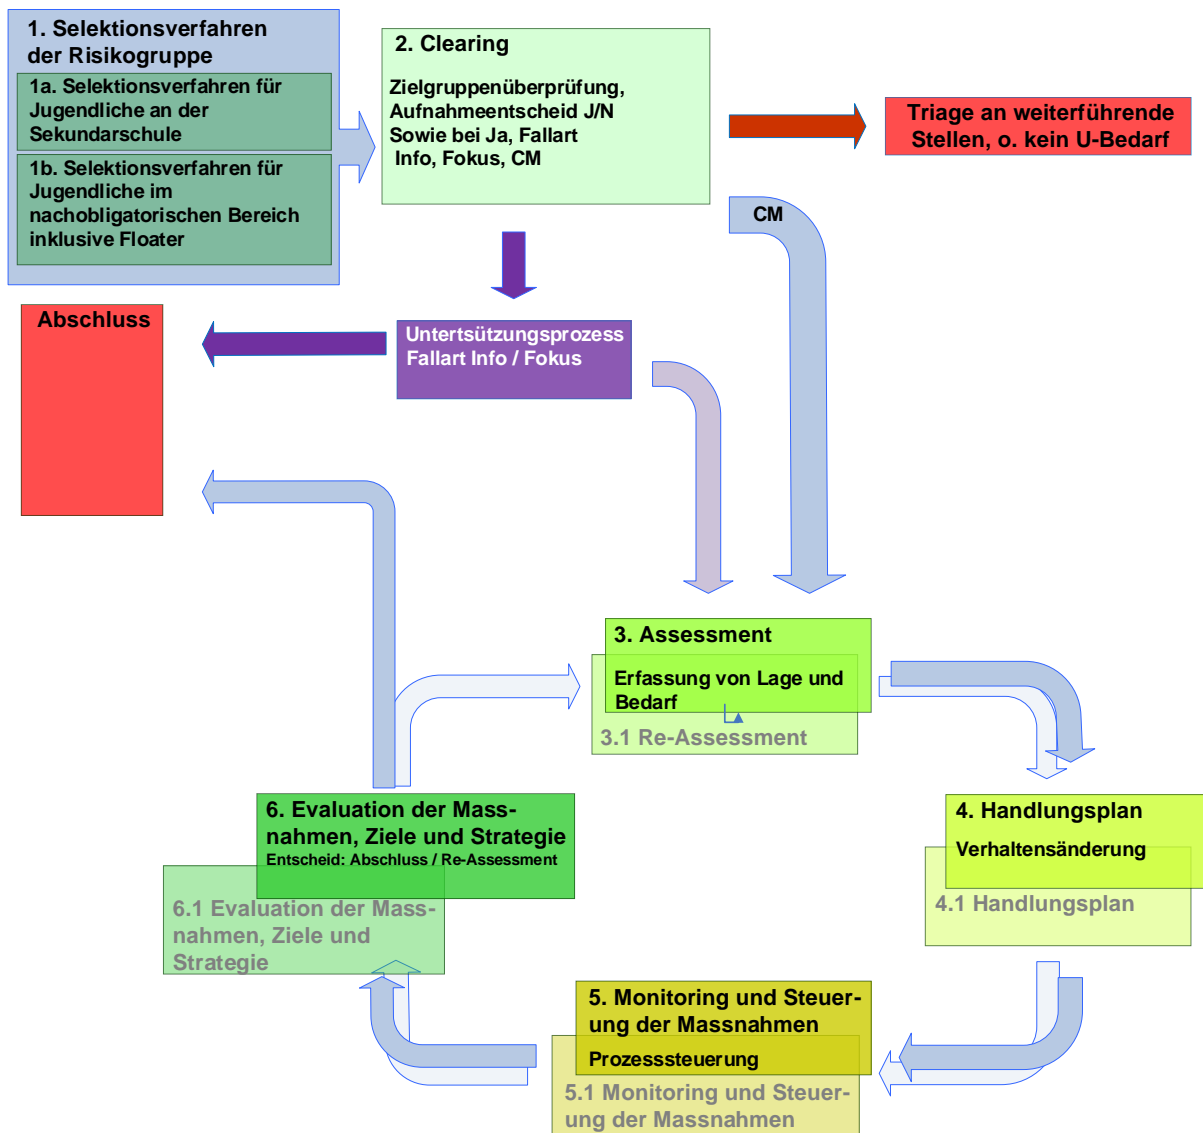 1. Selektionsverfahren
der Risikogruppe
1a. Selektionsverfahren für
Jugendliche an der
Sekundarschule
1b. Selektionsverfahren für
Jugendliche im
nachobligatorischen Bereich
inklusive Floater
2. Clearing
Zielgruppenüberprüfung,
Aufnahmeentscheid J/N
Sowie bei Ja, Fallart
Info, Fokus, CM
Triage an weiterführende
Stellen, o. kein U-Bedarf
CM
Abschluss
Untertsützungsprozess
Fallart Info / Fokus
3. Assessment
Erfassung von Lage und
Bedarf
3.1 Re-Assessment
4. Handlungsplan
Verhaltensänderung
4.1 Handlungsplan
5. Monitoring und Steuer-
ung der Massnahmen
Prozesssteuerung
5.1 Monitoring und Steuer-
ung der Massnahmen
6. Evaluation der Mass-
nahmen, Ziele und Strategie
Entscheid: Abschluss / Re-Assessment
6.1 Evaluation der Mass-
nahmen, Ziele und
Strategie